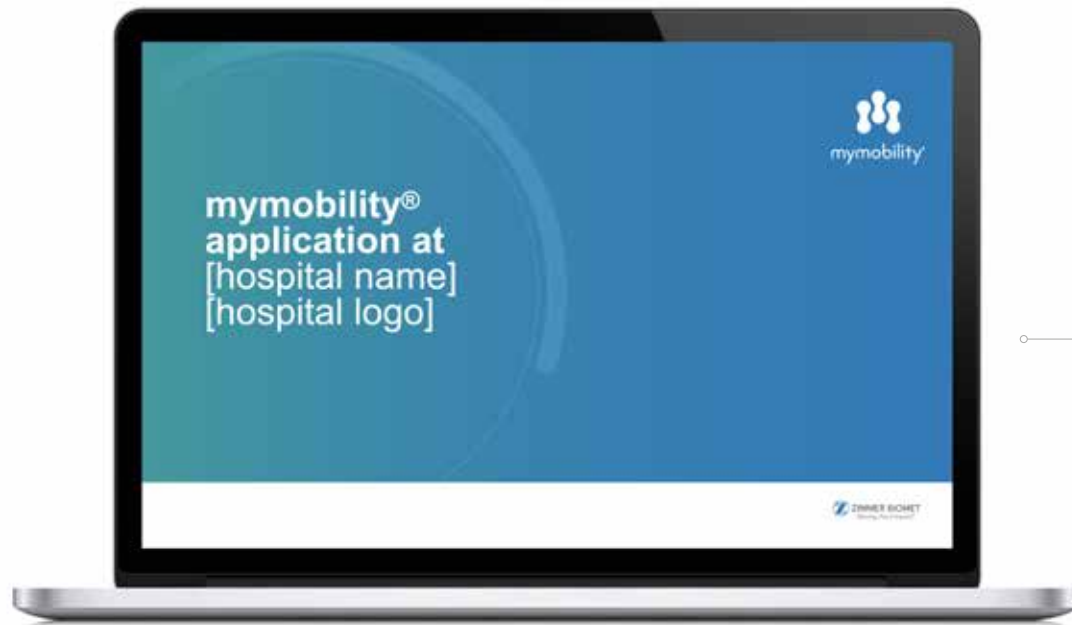 mymobility®
mymobility®
application at
[hospital name]
[hospital logo]
ZIMMER BIOMET